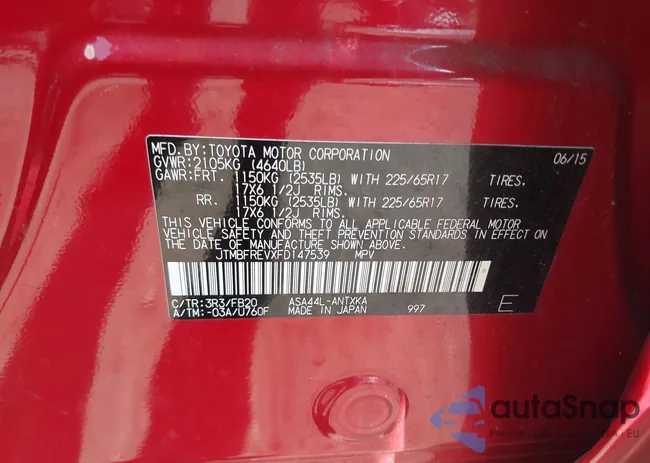 MFD.BY:TOYOTA MOTOR CORPORATION 06/15
GVWR:2105KG (4640LB)
GAWR:FRT. 1150KG (2535LB) WITH 225/65R17 TIRES.
17X6 1/2J RIMS.
RR. 1150KG (2535LB) WITH 225/65R17 TIRES.
17X6 1/2J RIMS.
THIS VEHICLE CONFORMS TO ALL APPLICABLE FEDERAL MOTOR
VEHICLE SAFETY AND THEFT PREVENTION STANDARDS IN EFFECT ON
THE DATE OF MANUFACTURE SHOWN ABOVE.
JTMBFREVXFD147539 MPV
C/TR:3R3/FB20 ASA44L-ANTXKA
A/TM:-03A/U760F MADE IN JAPAN 997 E
autaSnap